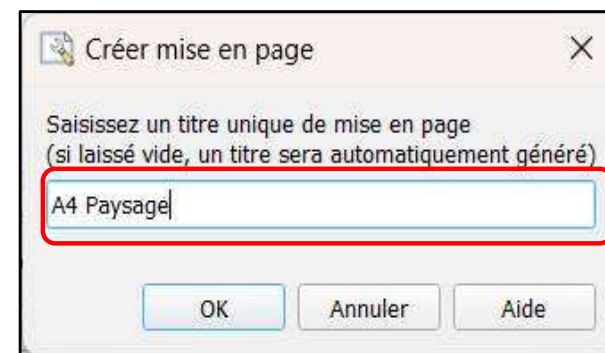 Créer mise en page
Saisissez un titre unique de mise en page
(si laissé vide, un titre sera automatiquement généré)
A4 Paysage
OK Annuler Aide